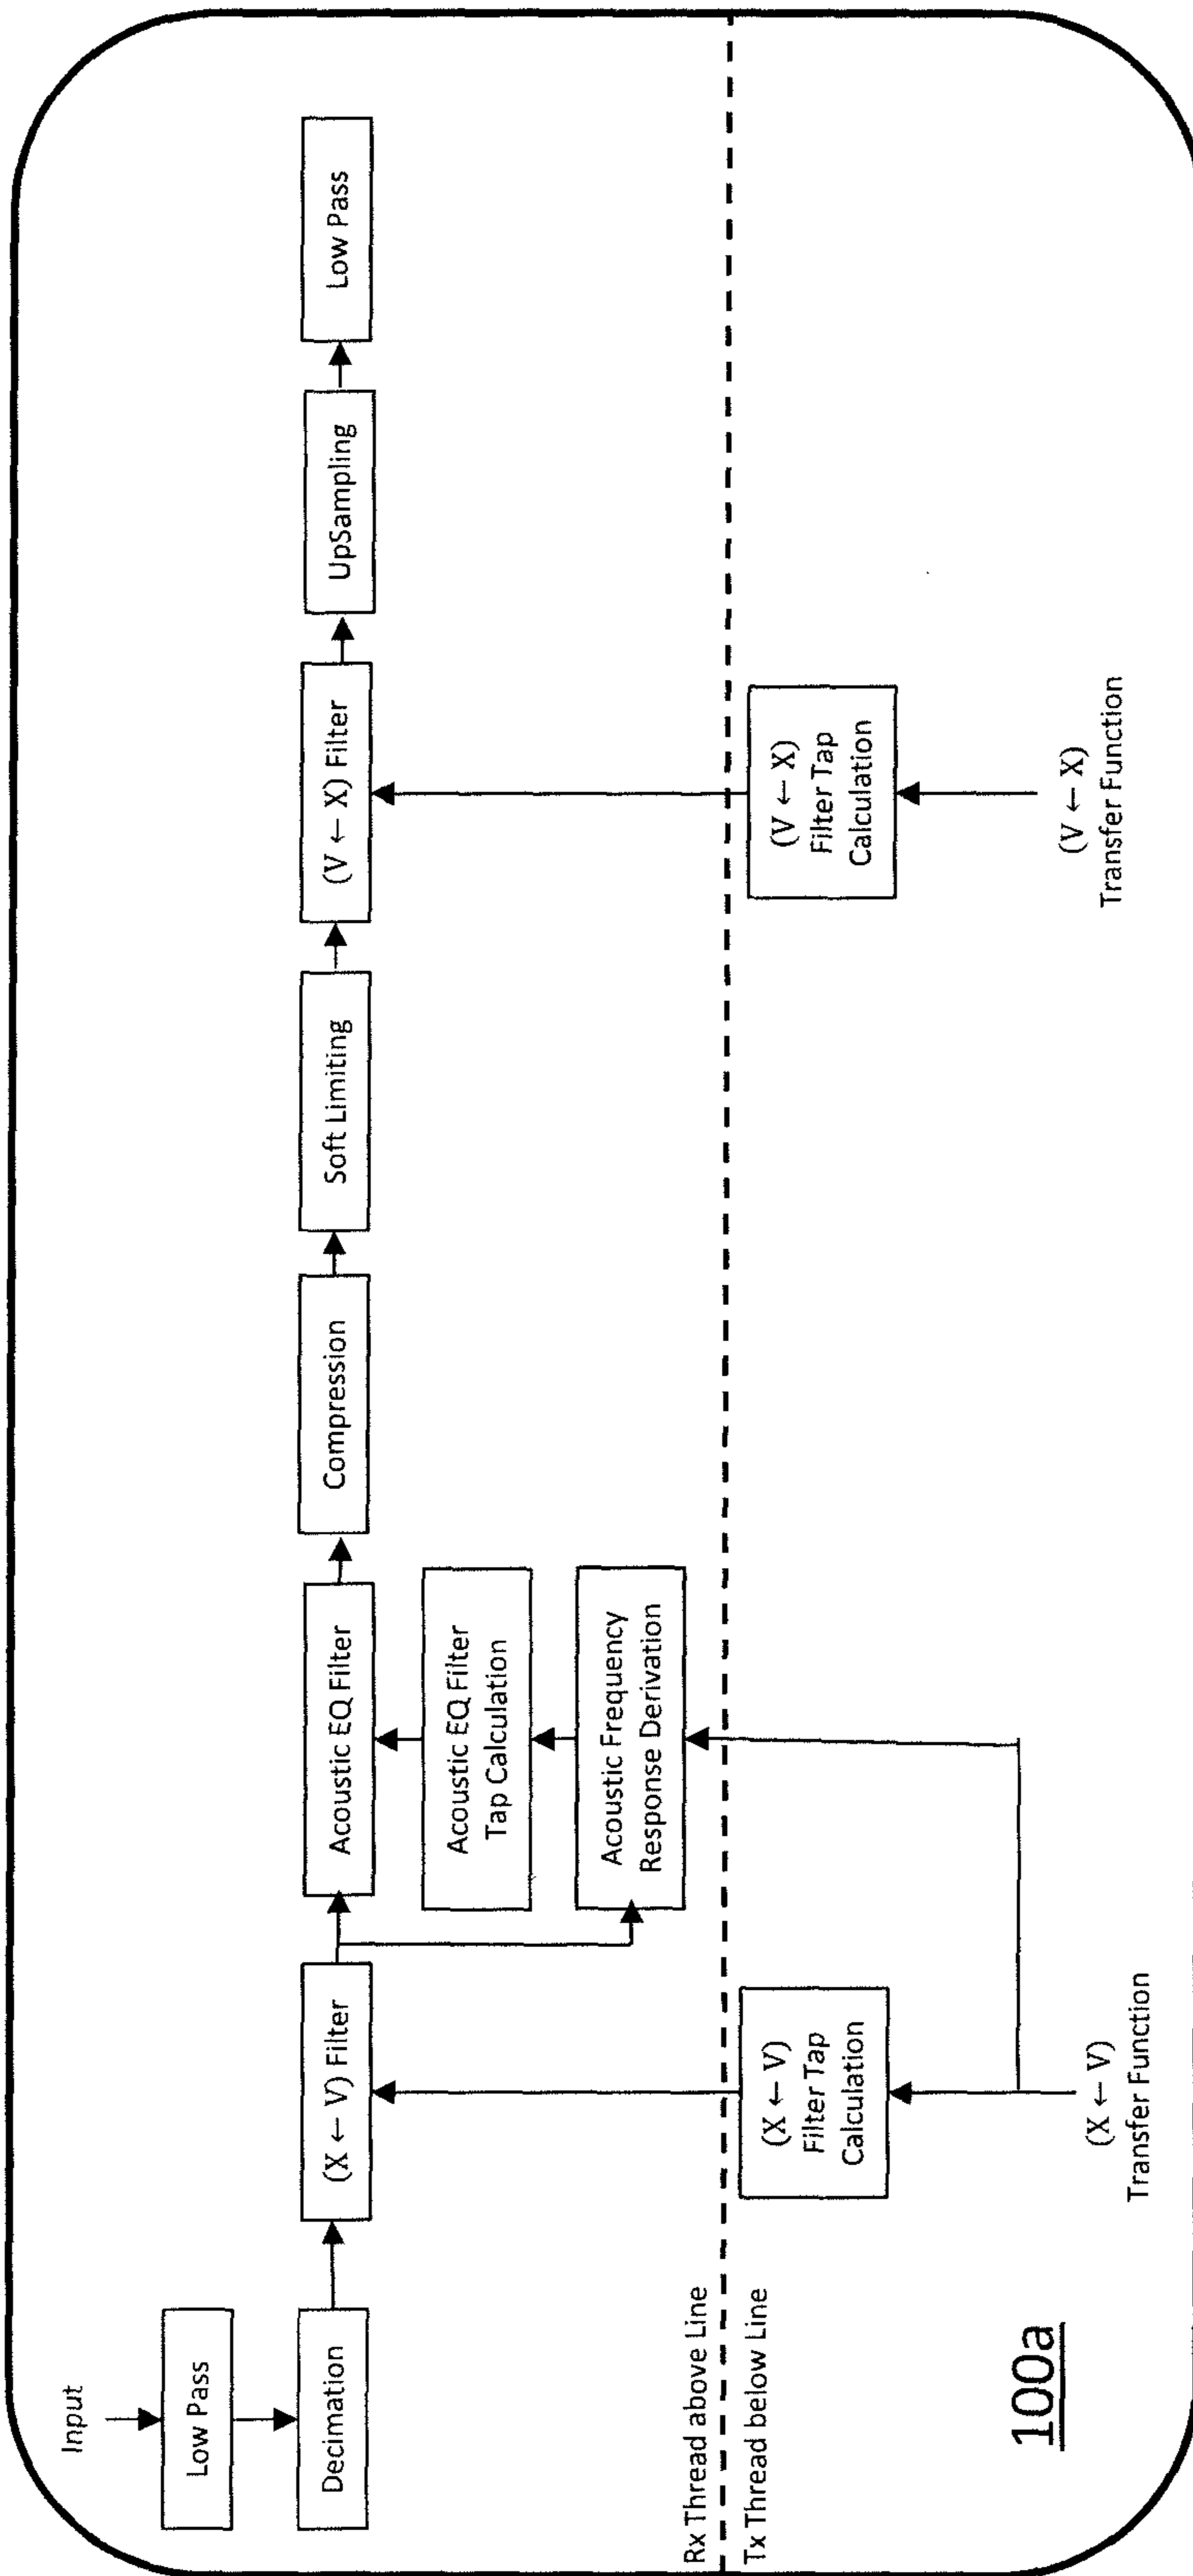 Input
Low Pass
Decimation
(X ← V) Filter
Acoustic EQ Filter
Compression
Soft Limiting
(V ← X) Filter
UpSampling
Low Pass
Acoustic EQ Filter
Tap Calculation
Acoustic Frequency
Response Derivation
Rx Thread above Line
Tx Thread below Line
(X ← V)
Filter Tap
Calculation
(V ← X)
Filter Tap
Calculation
(X ← V)
Transfer Function
(V ← X)
Transfer Function
100a